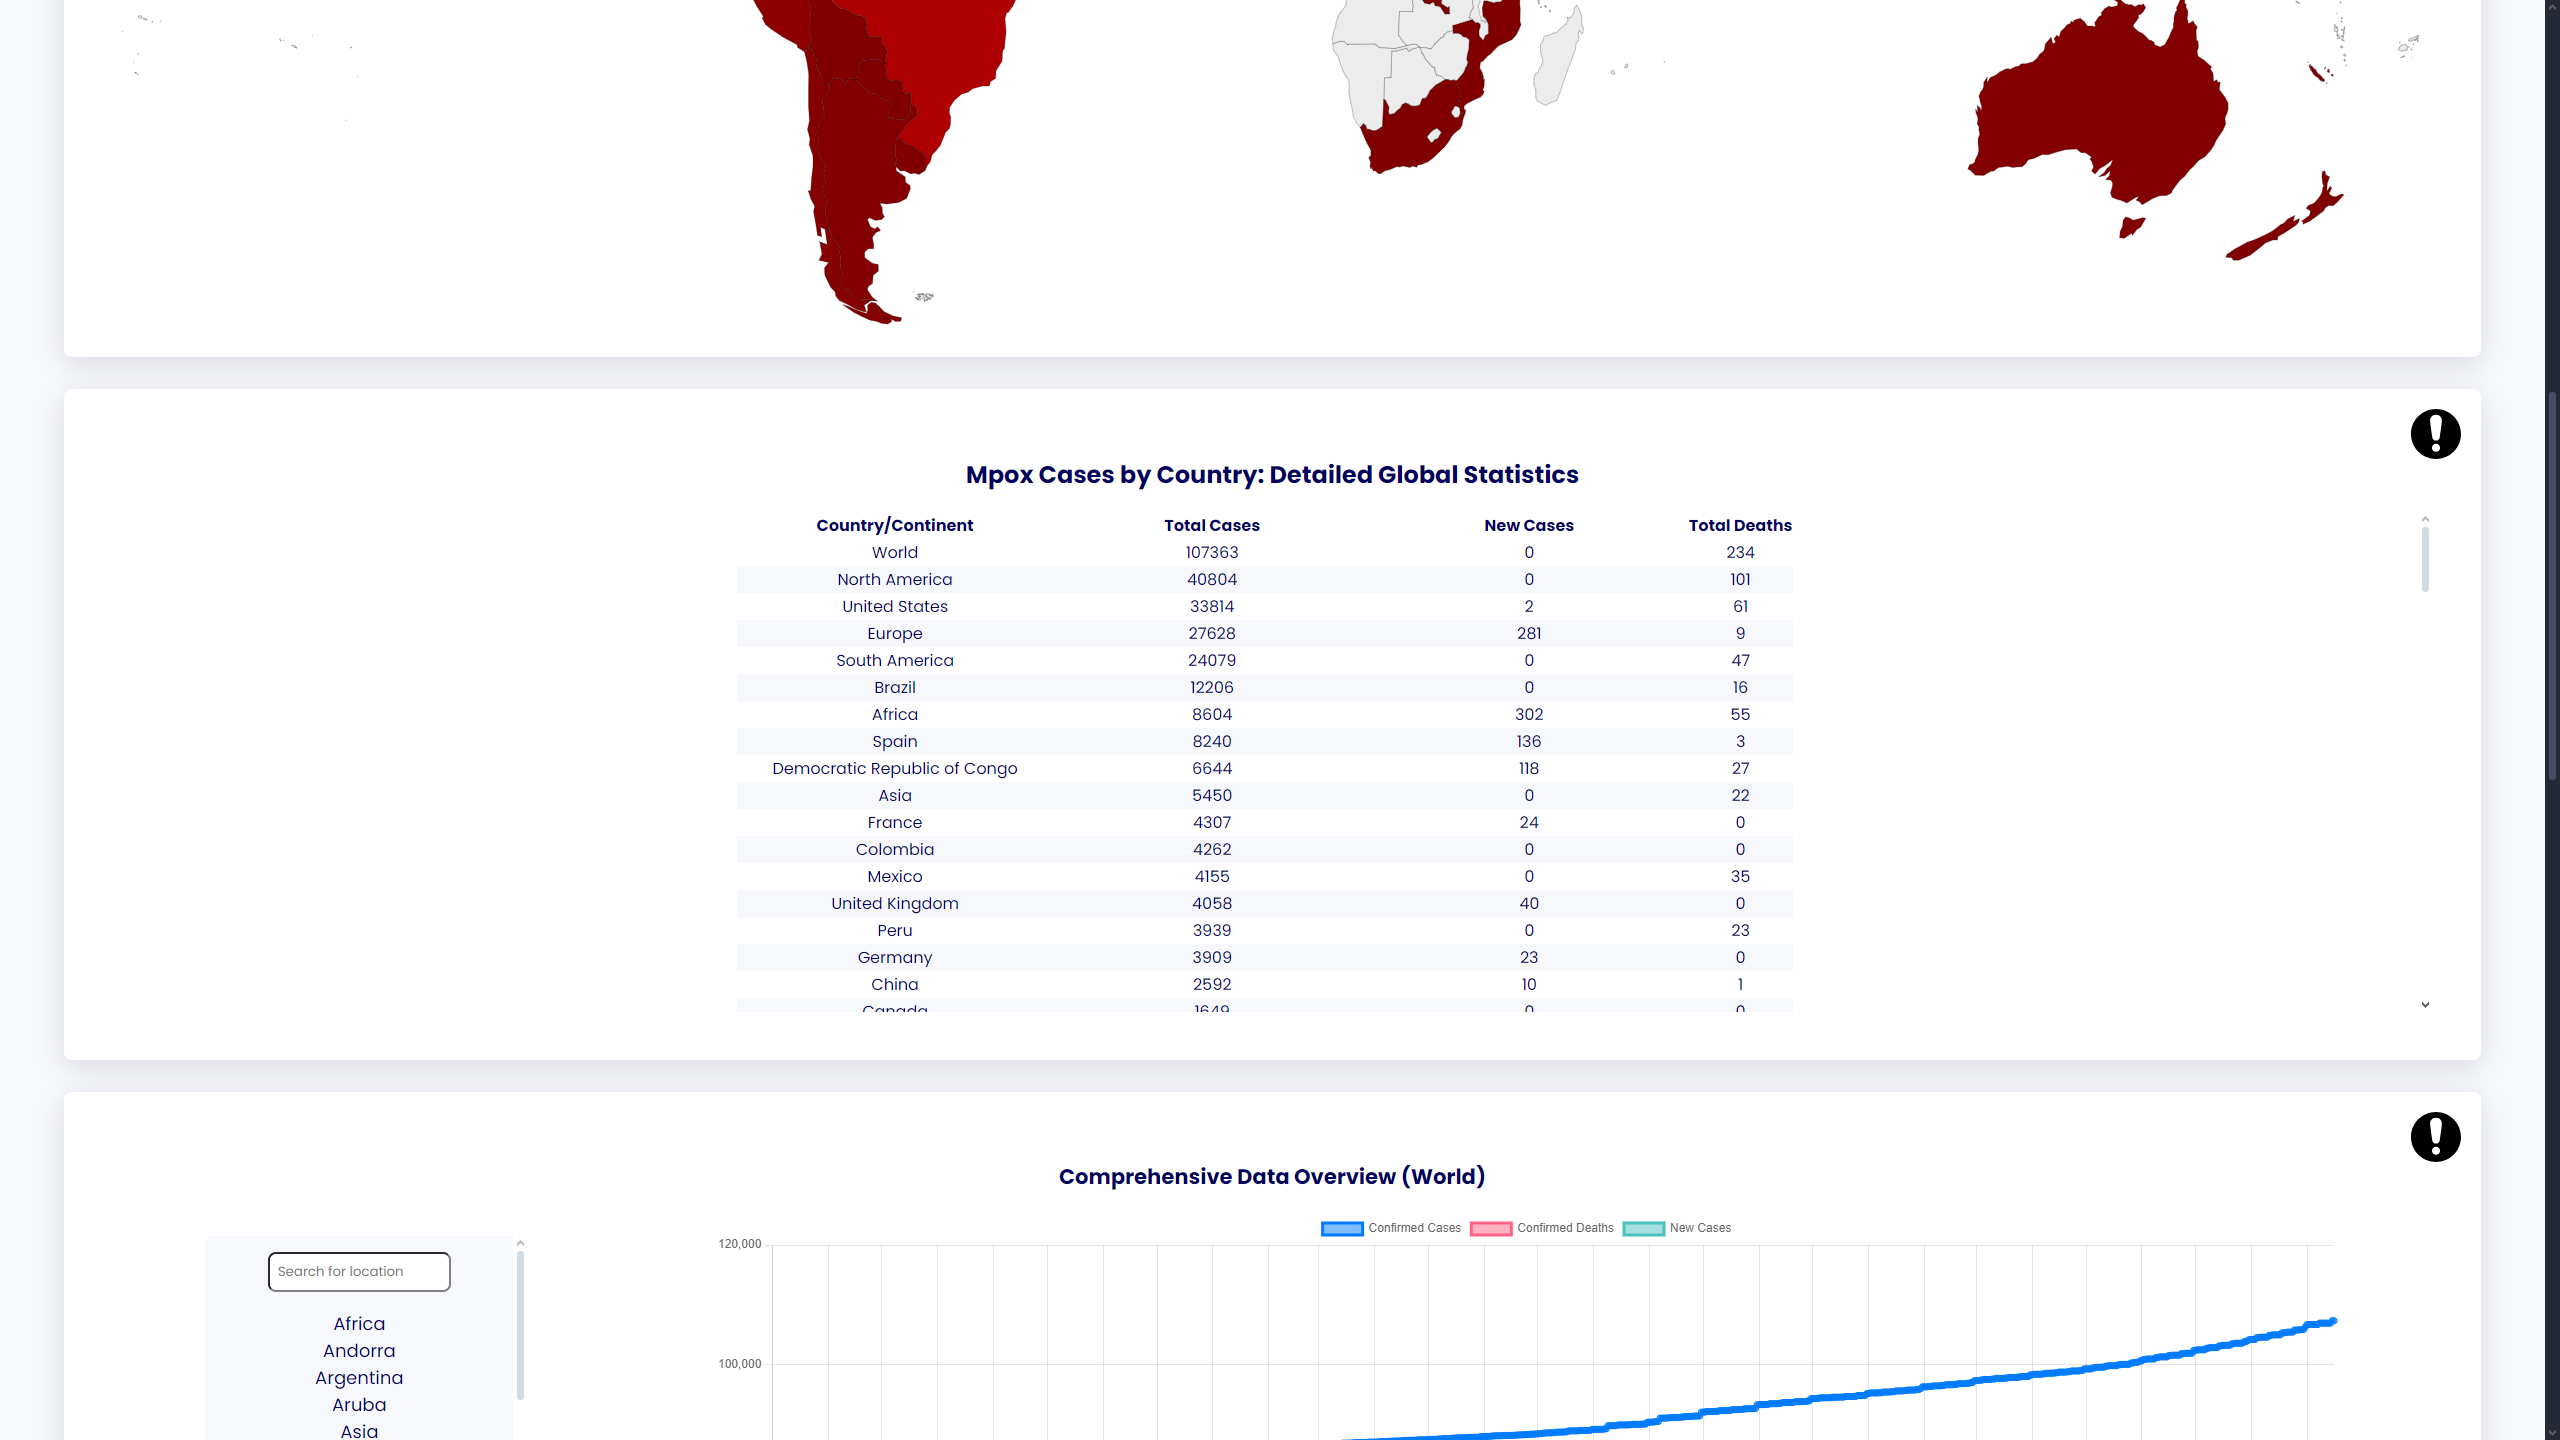 Mpox Cases by Country: Detailed Global Statistics
Country/Continent Total Cases New Cases Total Deaths
World 107363 0 234
North America 40804 0 101
United States 33814 2 61
Europe 27628 281 9
South America 24079 0 47
Brazil 12206 0 16
Africa 8604 302 55
Spain 8240 136 3
Democratic Republic of Congo 6644 118 27
Asia 5450 0 22
France 4307 24 0
Colombia 4262 0 0
Mexico 4155 0 35
United Kingdom 4058 40 0
Peru 3939 0 23
Germany 3909 23 0
China 2592 10 1
Canada 1649 0 0
Comprehensive Data Overview (World)
Confirmed Cases Confirmed Deaths New Cases
120,000
100,000
Search for location
Africa
Andorra
Argentina
Aruba
Asia